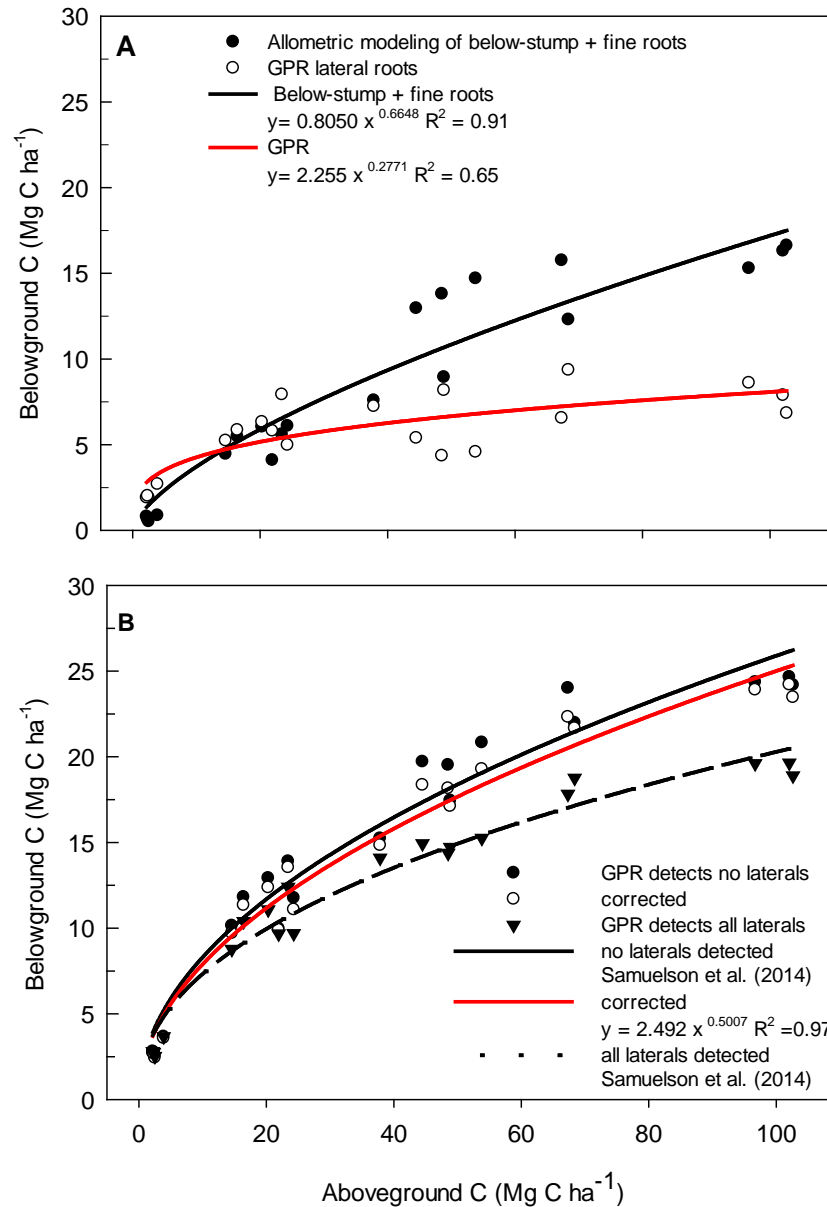 30
25
20
15
10
5
0
Belowground C (Mg C ha-1)
A
Allometric modeling of below-stump + fine roots
GPR lateral roots
Below-stump + fine roots
y= 0.8050 x 0.6648 R2 = 0.91
GPR
y= 2.255 x 0.2771 R2 = 0.65
30
25
20
15
10
5
0
Belowground C (Mg C ha-1)
B
GPR detects no laterals
corrected
GPR detects all laterals
no laterals detected
Samuelson et al. (2014)
corrected
y = 2.492 x 0.5007 R2 =0.97
all laterals detected
Samuelson et al. (2014)
0 20 40 60 80 100
Aboveground C (Mg C ha-1)